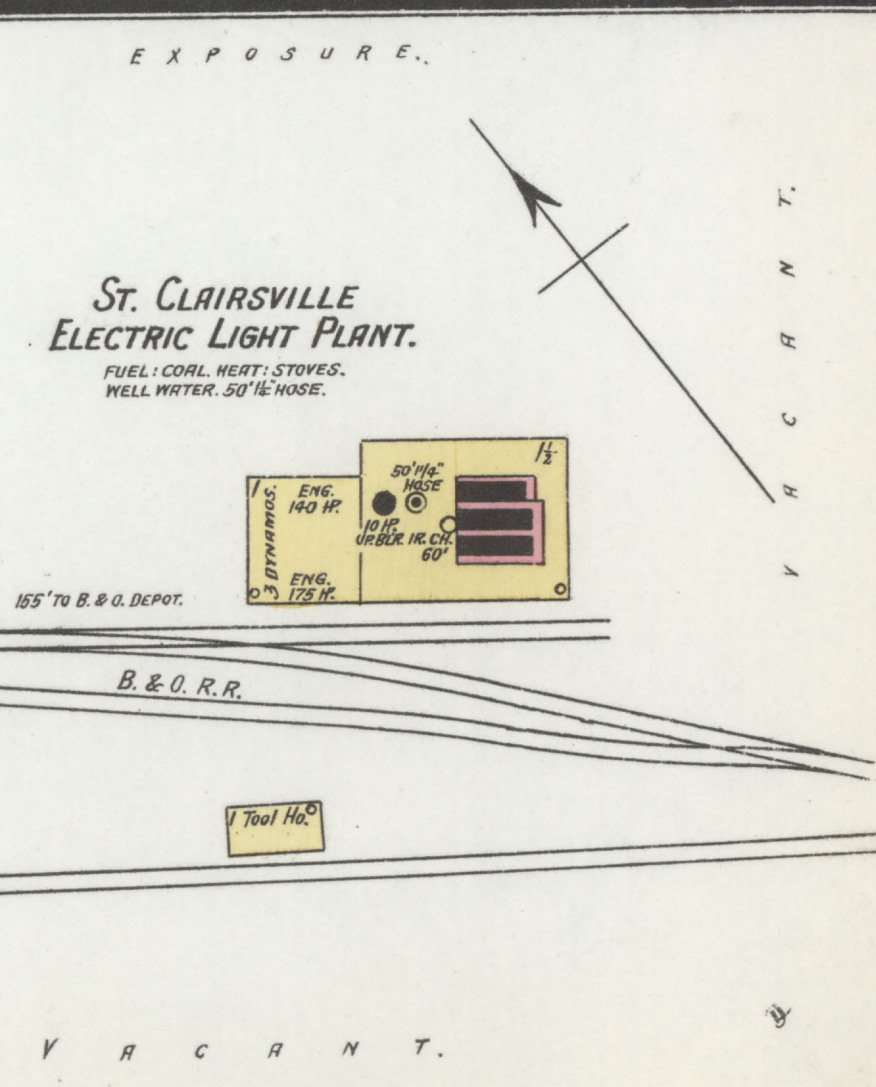 EXPOSURE.
VACANT.
ST. CLAIRSVILLE
ELECTRIC LIGHT PLANT.
FUEL: COAL. HEAT: STOVES.
WELL WATER. 50' 1¼" HOSE.
1½
50' 1¼"
HOSE
1
ENG.
140 HP.
3 DYNAMOS.
10 HP.
UP. BLR. IR. CH.
60'
ENG.
175 HP.
155' TO B. & O. DEPOT.
B. & O. R.R.
1 Tool Ho.
VACANT.